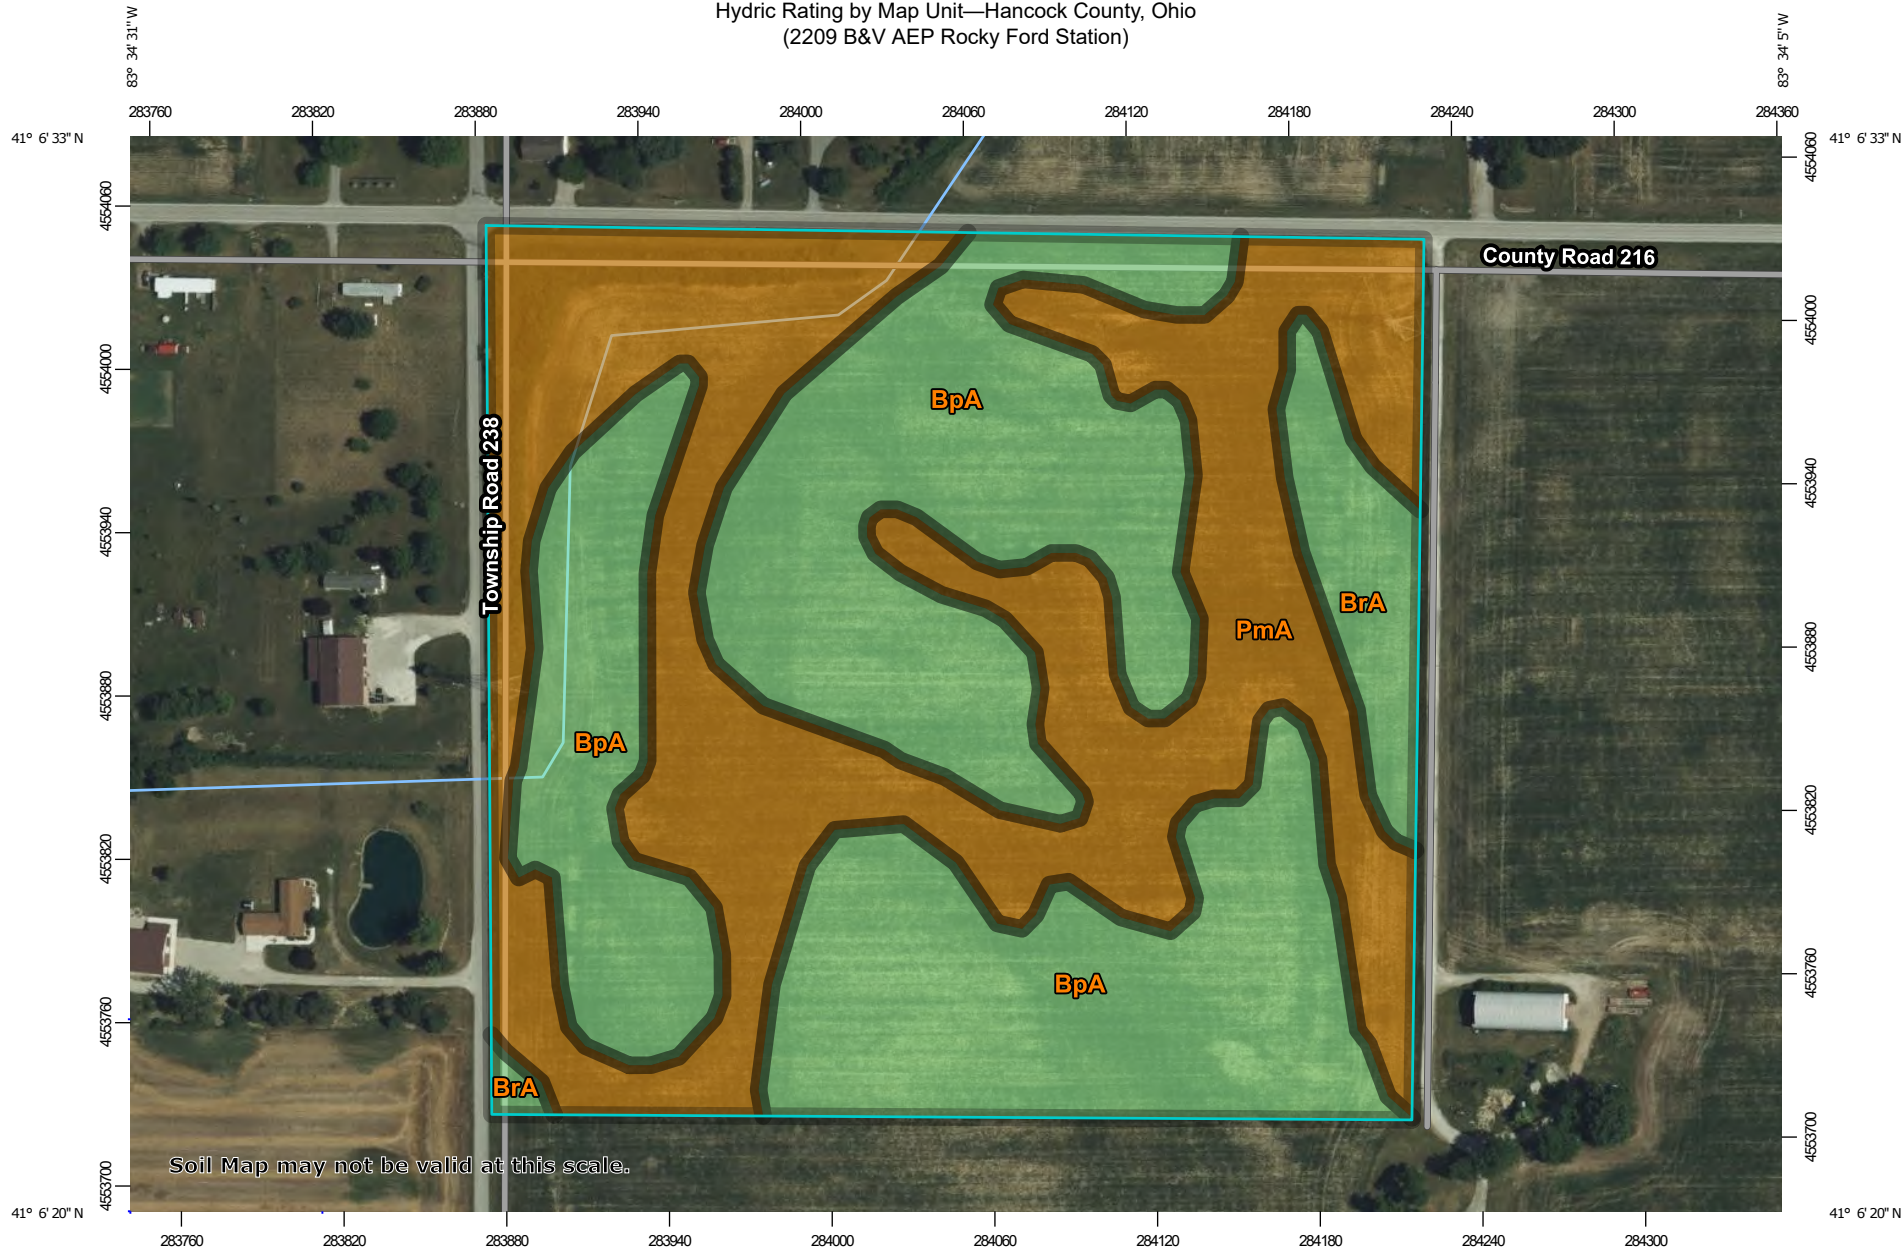 Hydric Rating by Map Unit—Hancock County, Ohio
(2209 B&V AEP Rocky Ford Station)
83° 34' 31'' W
83° 34' 5'' W
283760 283820 283880 283940 284000 284060 284120 284180 284240 284300 284360
41° 6' 33'' N
41° 6' 33'' N
4554060
4554060
County Road 216
4554000
4554000
BpA
Township Road 238
4553940
4553940
BrA
PmA
4553880
4553880
BpA
4553820
4553820
BpA
4553760
4553760
BrA
4553700
Soil Map may not be valid at this scale.
4553700
41° 6' 20'' N
41° 6' 20'' N
283760 283820 283880 283940 284000 284060 284120 284180 284240 284300